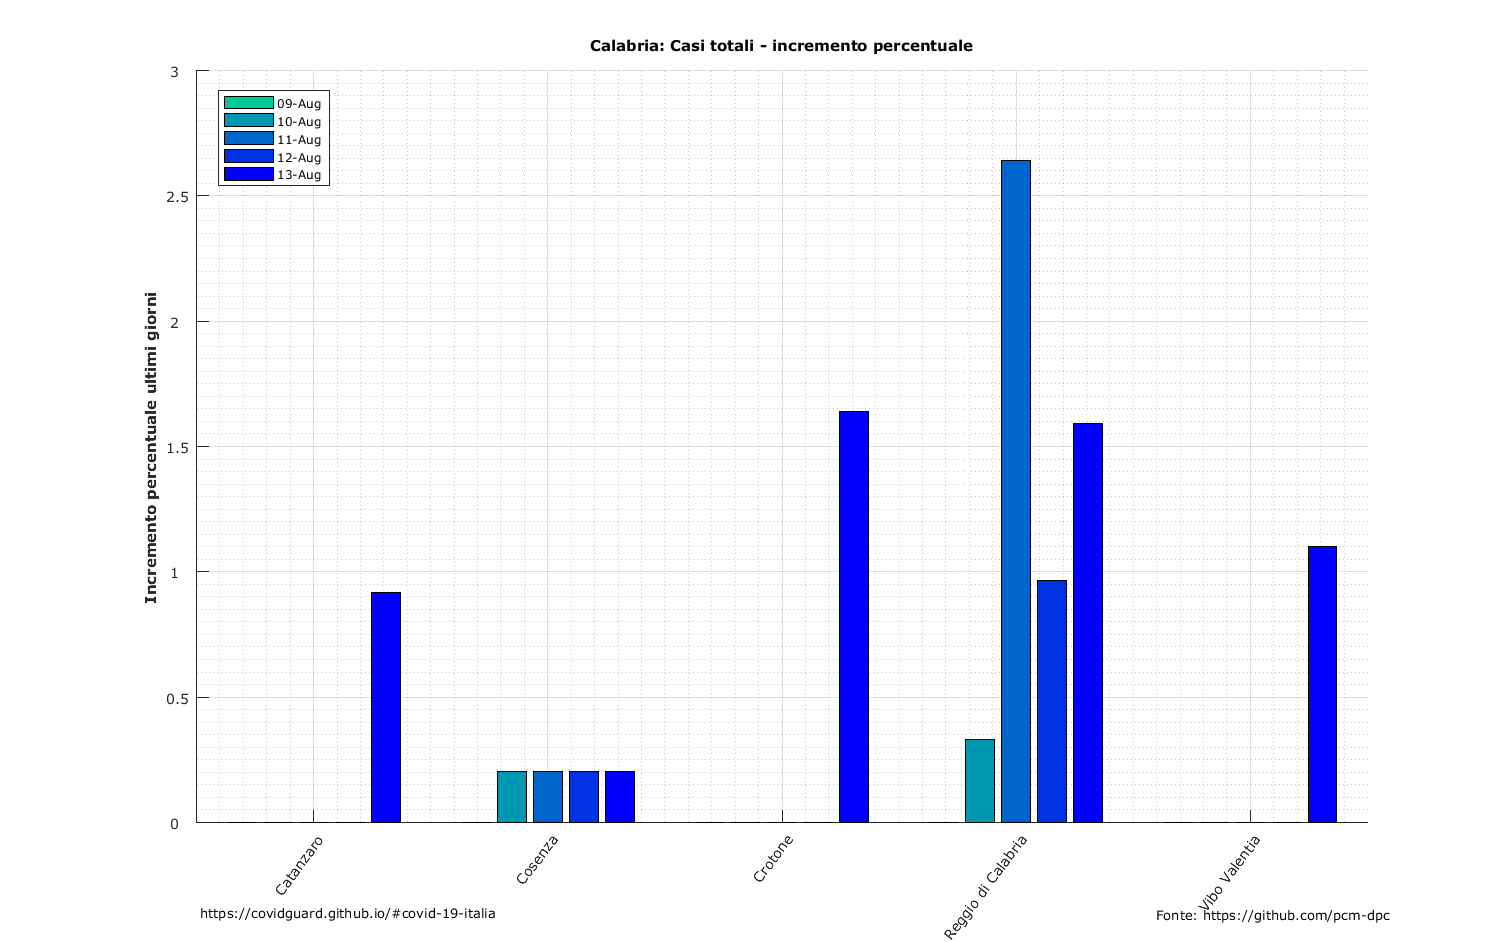 Calabria: Casi totali - incremento percentuale
3
2.5
2
1.5
1
0.5
0
Incremento percentuale ultimi giorni
09-Aug
10-Aug
11-Aug
12-Aug
13-Aug
Catanzaro
Cosenza
Crotone
Reggio di Calabria
Vibo Valentia
https://covidguard.github.io/#covid-19-italia
Fonte: https://github.com/pcm-dpc